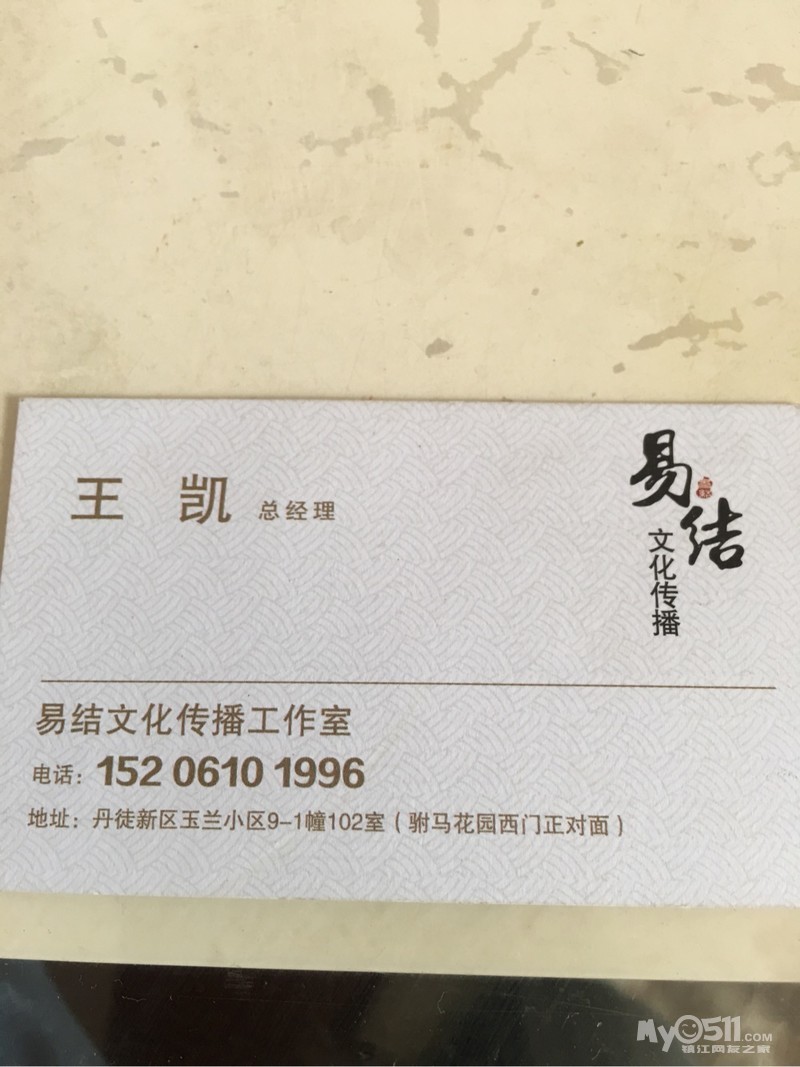 王 凯 总经理
易结
文化传播
易结文化传播工作室
电话：152 0610 1996
地址：丹徒新区玉兰小区9-1幢102室（驸马花园西门正对面）
My0511.com
镇江网友之家